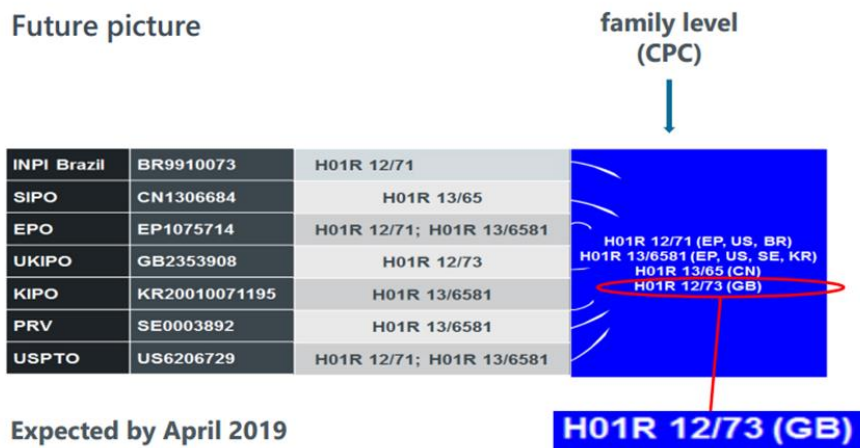 Future picture
family level
(CPC)
INPI Brazil BR9910073 H01R 12/71
SIPO CN1306684 H01R 13/65
EPO EP1075714 H01R 12/71; H01R 13/6581
UKIPO GB2353908 H01R 12/73
KIPO KR20010071195 H01R 13/6581
PRV SE0003892 H01R 13/6581
USPTO US6206729 H01R 12/71; H01R 13/6581
H01R 12/71 (EP, US, BR)
H01R 13/6581 (EP, US, SE, KR)
H01R 13/65 (CN)
H01R 12/73 (GB)
Expected by April 2019
H01R 12/73 (GB)